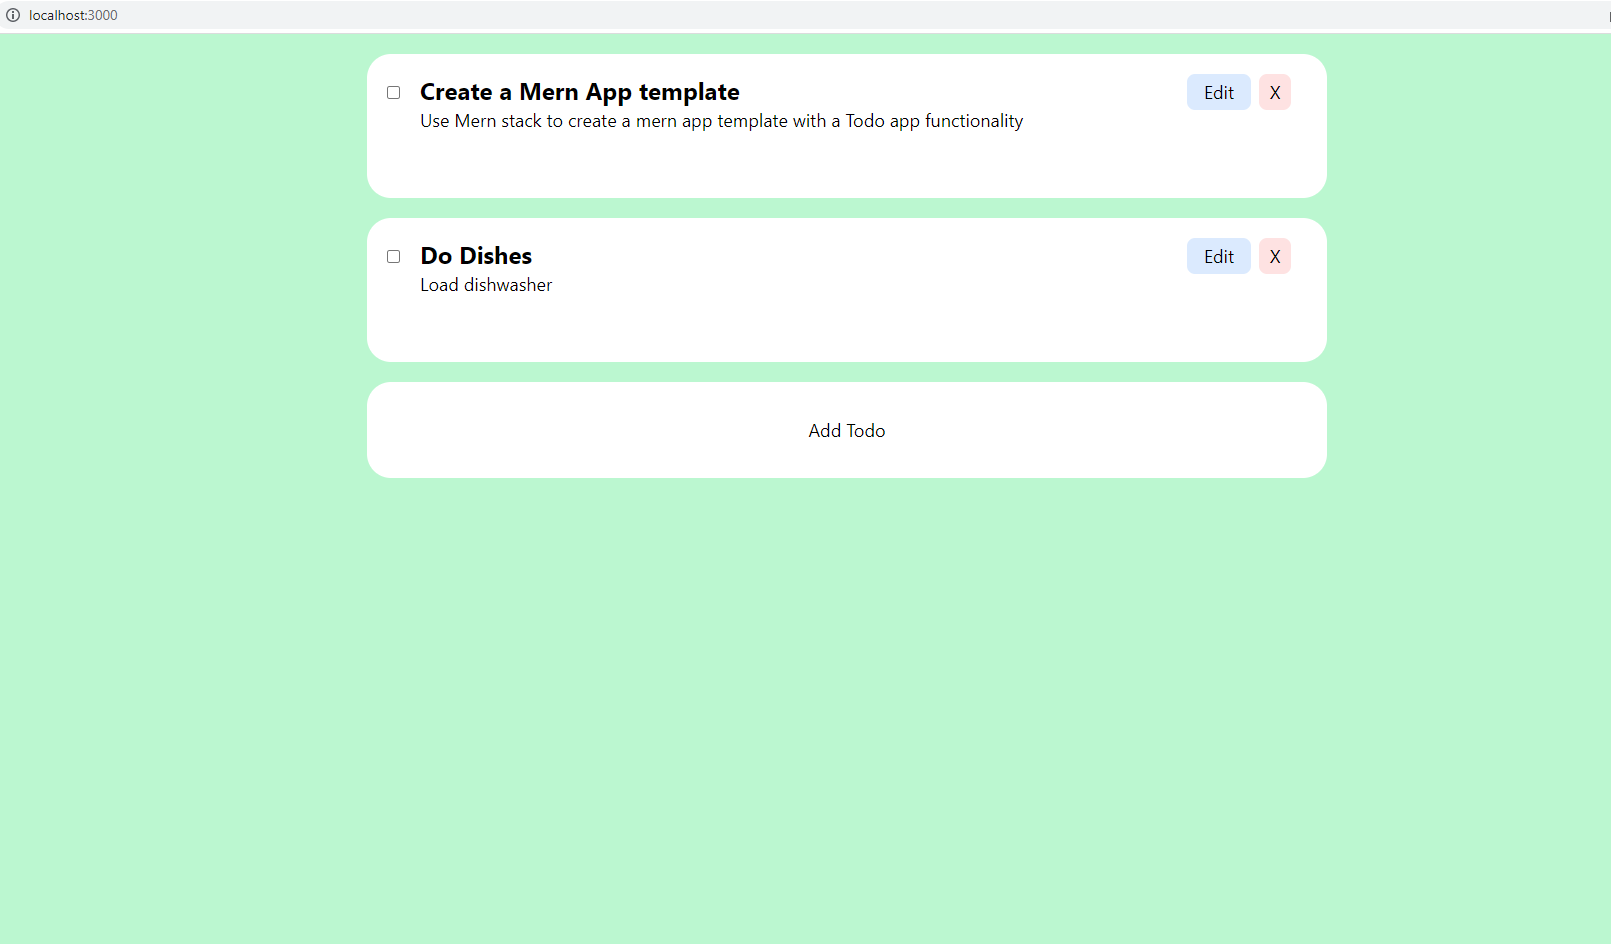 localhost:3000
Create a Mern App template
Edit
X
Use Mern stack to create a mern app template with a Todo app functionality
Do Dishes
Edit
X
Load dishwasher
Add Todo